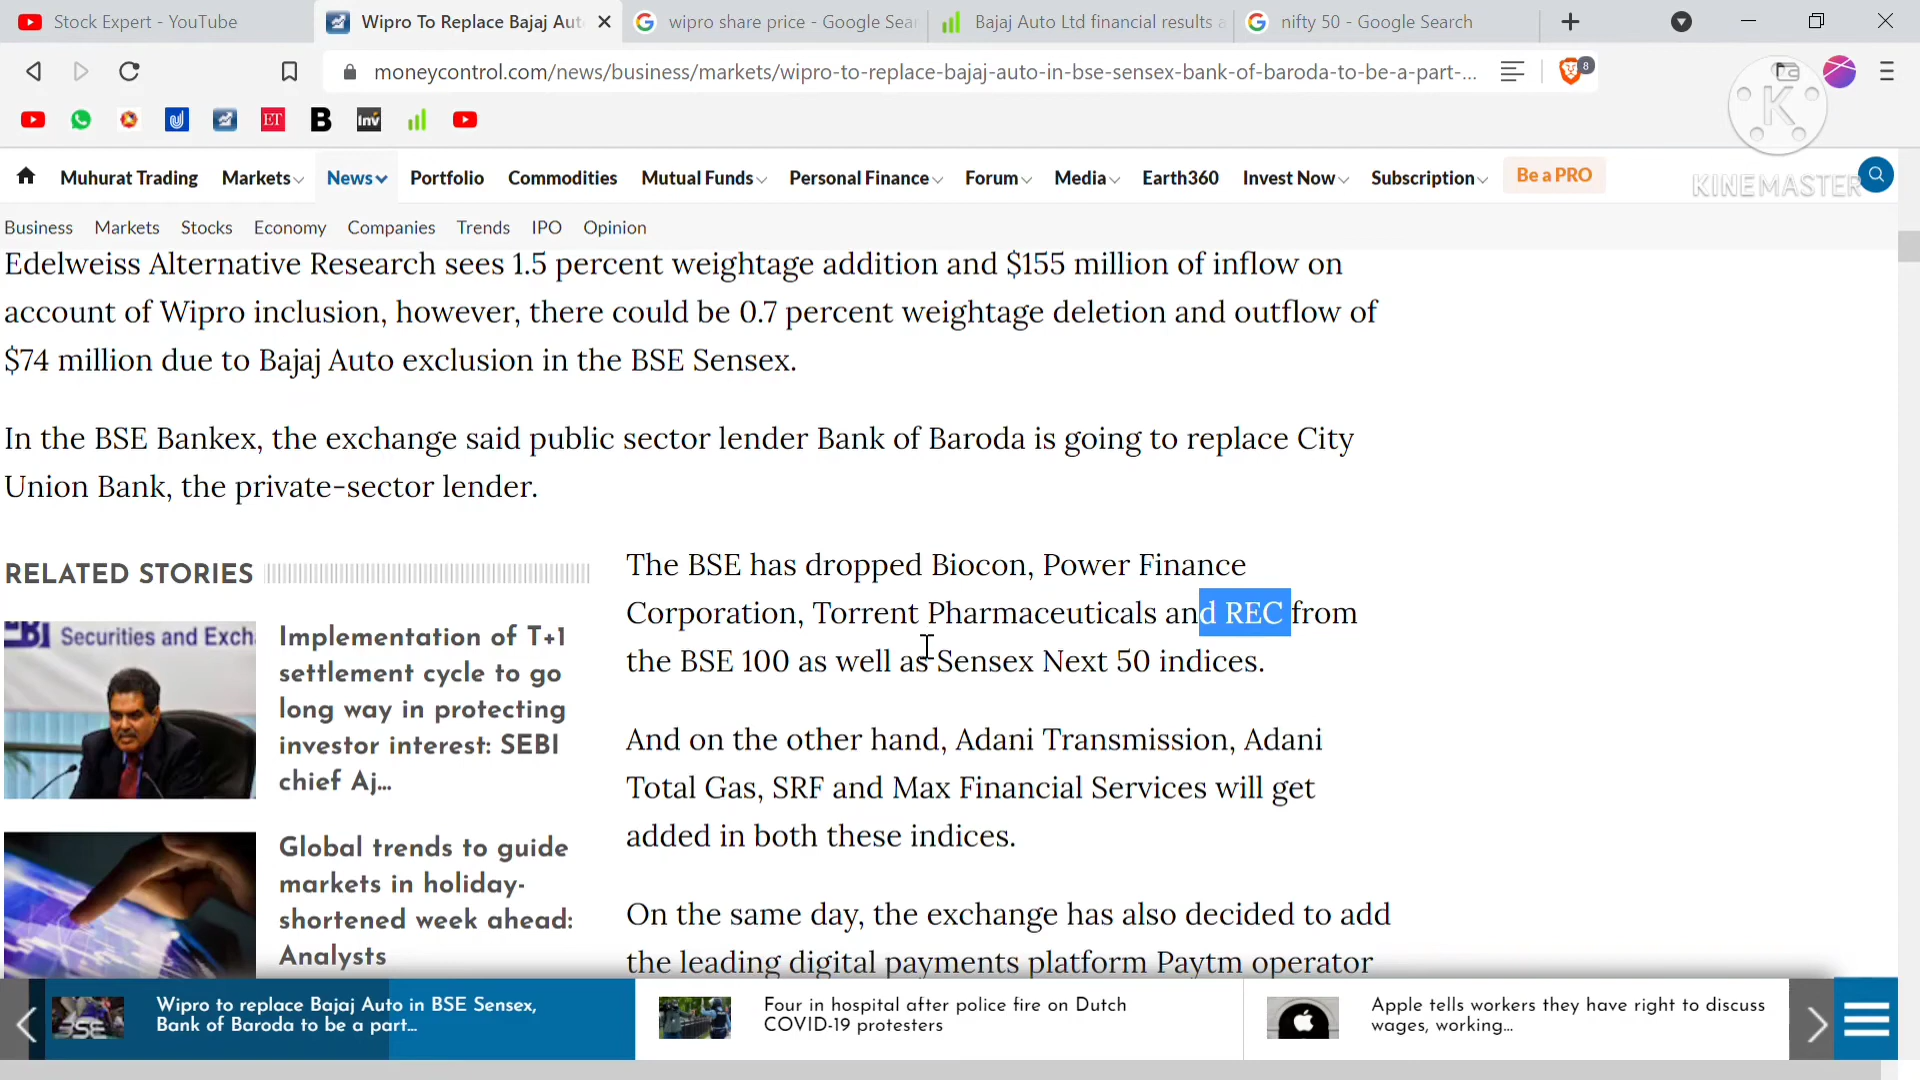 Stock Expert - YouTube
Wipro To Replace Bajaj Aut
wipro share price - Google Sear
Bajaj Auto Ltd financial results a
nifty 50 - Google Search
moneycontrol.com/news/business/markets/wipro-to-replace-bajaj-auto-in-bse-sensex-bank-of-baroda-to-be-a-part-...
8
ET
B
Inv
K
KINEMASTER
Muhurat Trading
Markets
News
Portfolio
Commodities
Mutual Funds
Personal Finance
Forum
Media
Earth360
Invest Now
Subscription
Be a PRO
Business
Markets
Stocks
Economy
Companies
Trends
IPO
Opinion
Edelweiss Alternative Research sees 1.5 percent weightage addition and $155 million of inflow on
account of Wipro inclusion, however, there could be 0.7 percent weightage deletion and outflow of
$74 million due to Bajaj Auto exclusion in the BSE Sensex.
In the BSE Bankex, the exchange said public sector lender Bank of Baroda is going to replace City
Union Bank, the private-sector lender.
RELATED STORIES
Securities and Exch
Implementation of T+1
settlement cycle to go
long way in protecting
investor interest: SEBI
chief Aj...
Global trends to guide
markets in holiday-
shortened week ahead:
Analysts
The BSE has dropped Biocon, Power Finance
Corporation, Torrent Pharmaceuticals and REC from
the BSE 100 as well as Sensex Next 50 indices.
And on the other hand, Adani Transmission, Adani
Total Gas, SRF and Max Financial Services will get
added in both these indices.
On the same day, the exchange has also decided to add
the leading digital payments platform Paytm operator
BSE
Wipro to replace Bajaj Auto in BSE Sensex,
Bank of Baroda to be a part...
Four in hospital after police fire on Dutch
COVID-19 protesters
Apple tells workers they have right to discuss
wages, working...